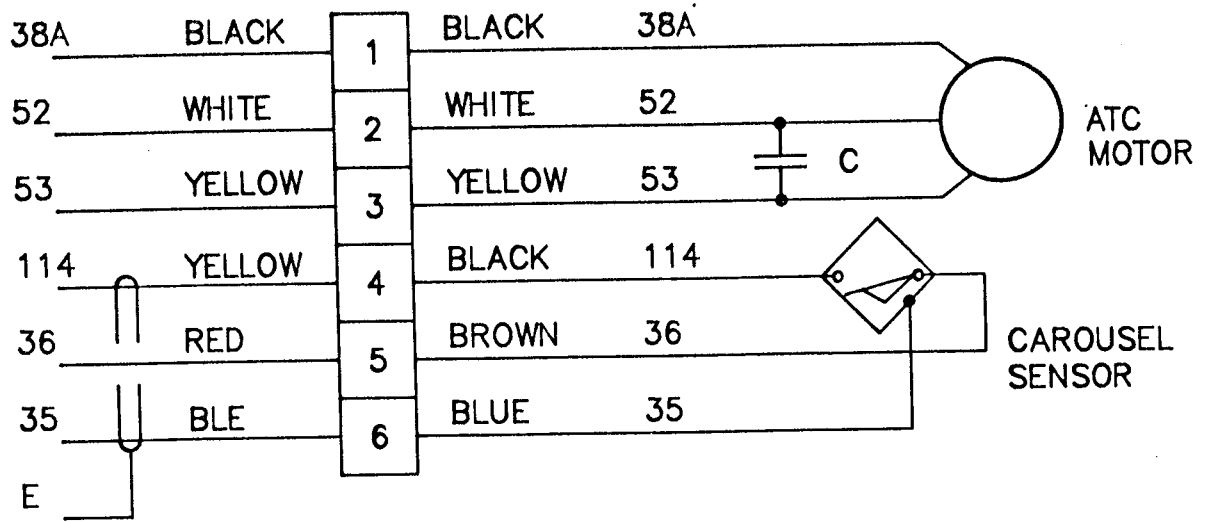 38A BLACK 1 BLACK 38A
52 WHITE 2 WHITE 52
ATC
MOTOR
C
53 YELLOW 3 YELLOW 53
114 YELLOW 4 BLACK 114
36 RED 5 BROWN 36
CAROUSEL
SENSOR
35 BLE 6 BLUE 35
E